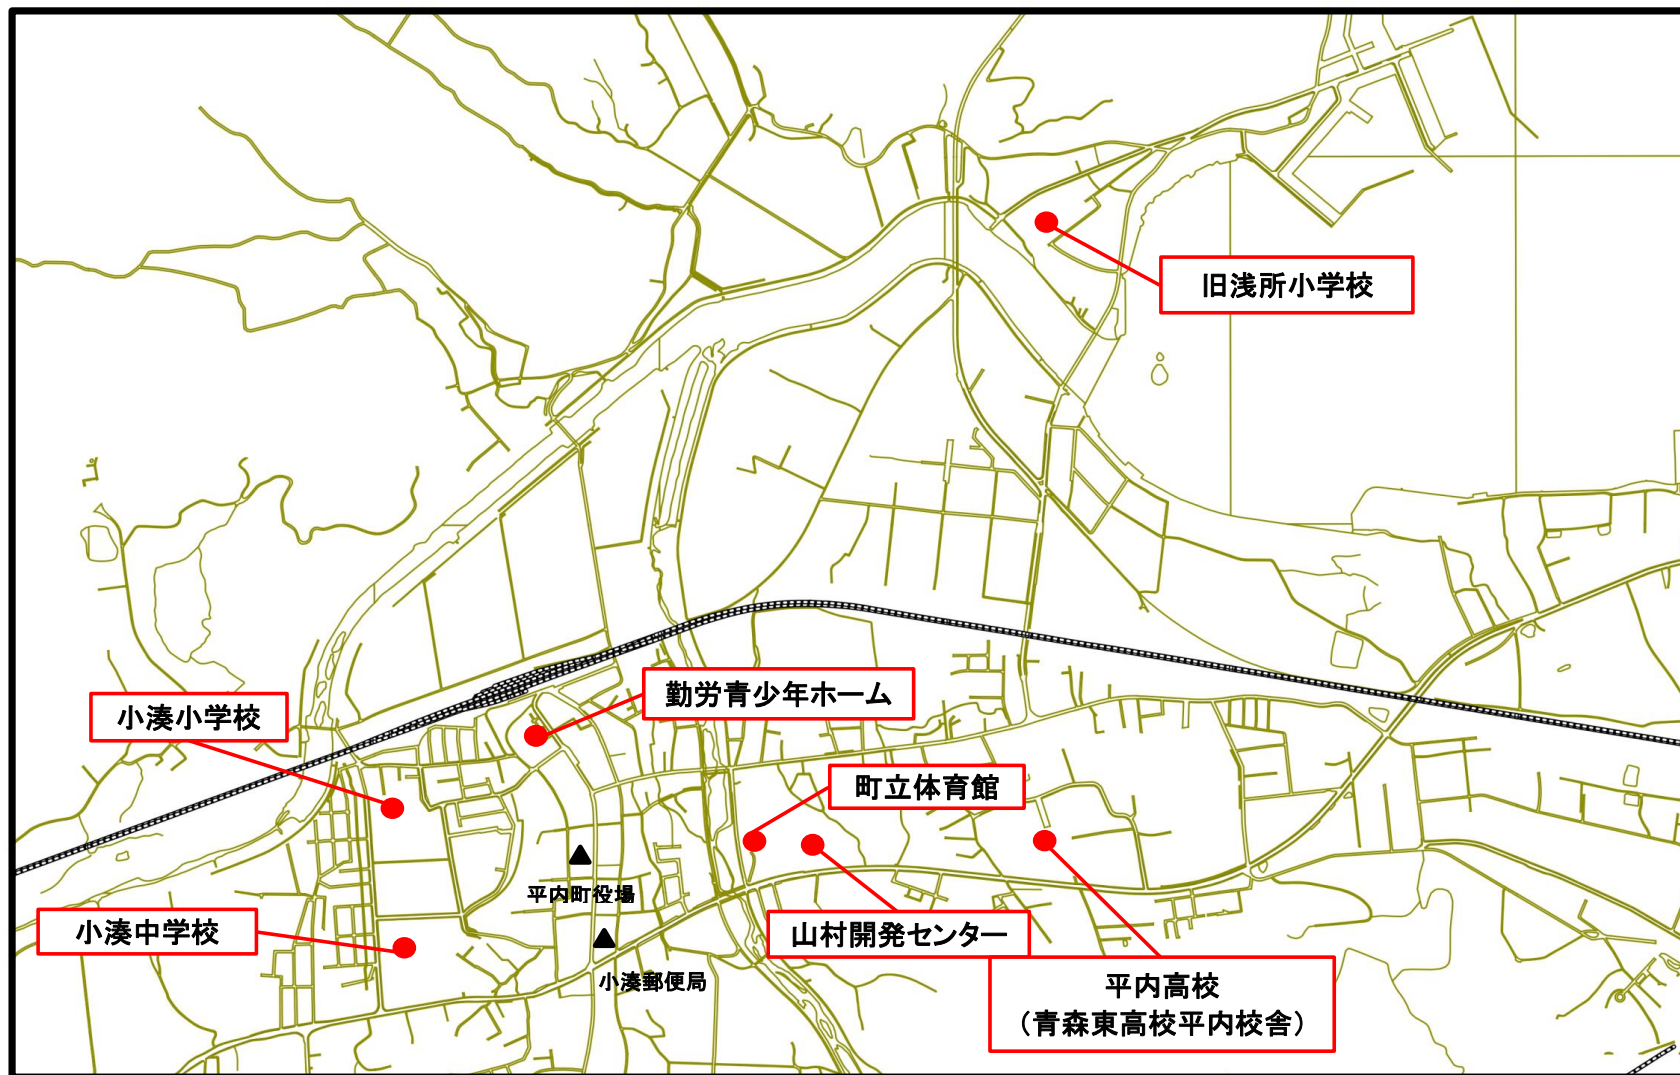 旧浅所小学校
勤労青少年ホーム
小湊小学校
町立体育館
平内町役場
小湊中学校
山村開発センター
小湊郵便局
平内高校
（青森東高校平内校舎）